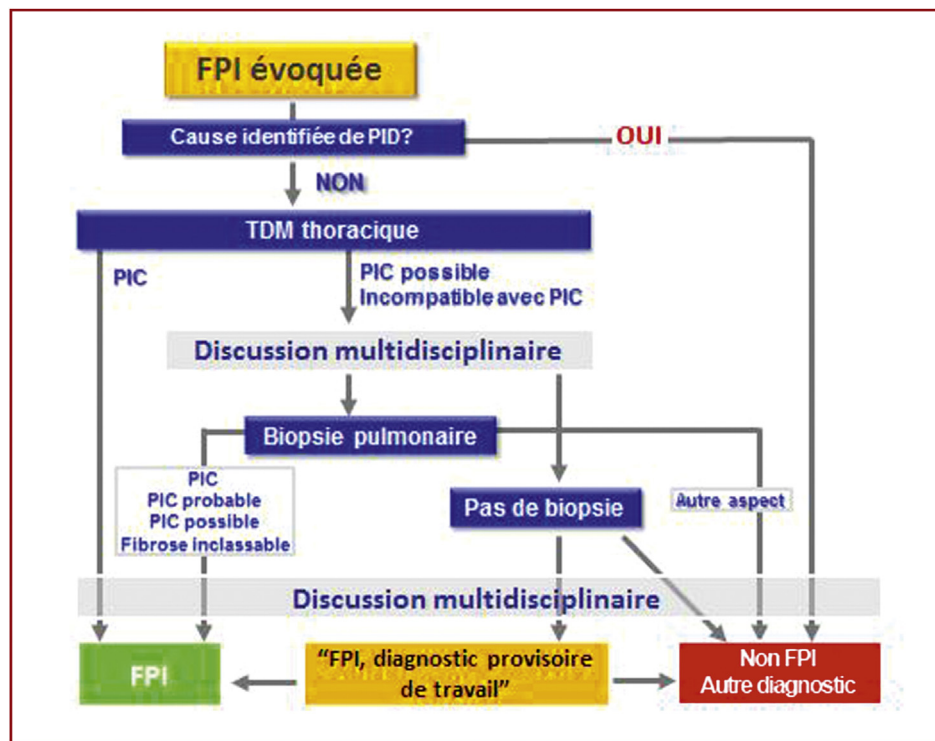 FPI évoquée
Cause identifiée de PID?
OUI
NON
TDM thoracique
PIC
PIC possible
Incompatible avec PIC
Discussion multidisciplinaire
Biopsie pulmonaire
PIC
PIC probable
PIC possible
Fibrose inclassable
Pas de biopsie
Autre aspect
Discussion multidisciplinaire
FPI
“FPI, diagnostic provisoire
de travail”
Non FPI
Autre diagnostic